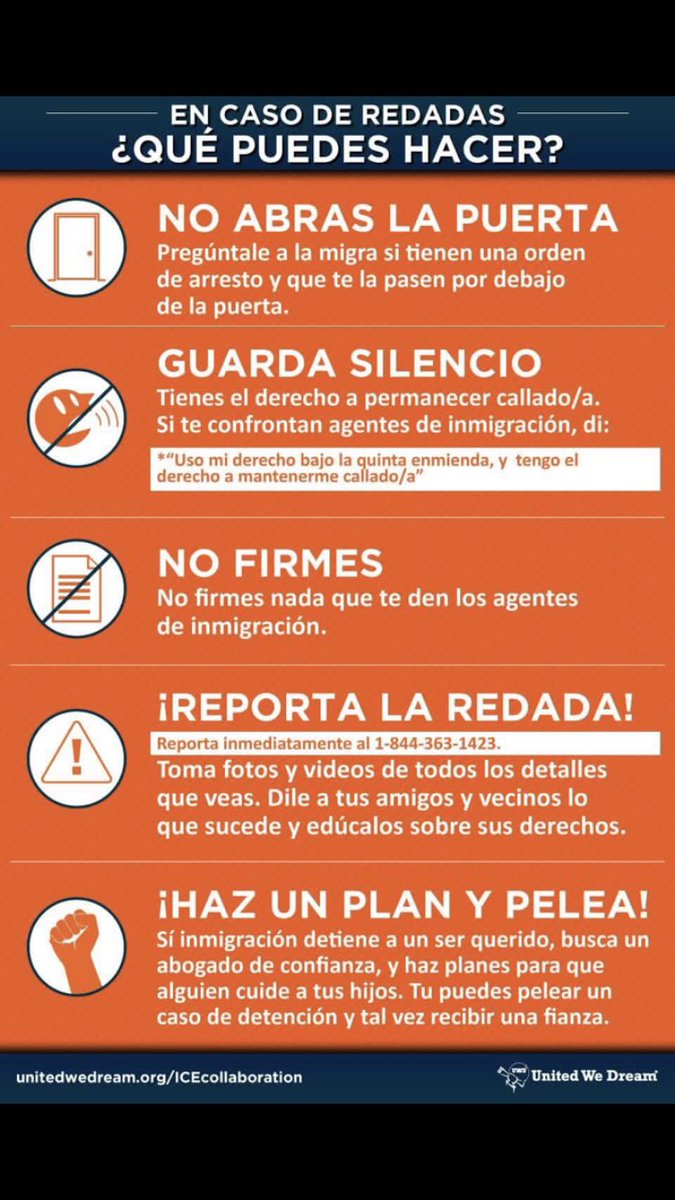 EN CASO DE REDADAS
¿QUÉ PUEDES HACER?
NO ABRAS LA PUERTA
Pregúntale a la migra si tienen una orden
de arresto y que te la pasen por debajo
de la puerta.
GUARDA SILENCIO
Tienes el derecho a permanecer callado/a.
Si te confrontan agentes de inmigración, di:
*“Uso mi derecho bajo la quinta enmienda, y tengo el
derecho a mantenerme callado/a”
NO FIRMES
No firmes nada que te den los agentes
de inmigración.
¡REPORTA LA REDADA!
Reporta inmediatamente al 1-844-363-1423.
Toma fotos y videos de todos los detalles
que veas. Dile a tus amigos y vecinos lo
que sucede y edúcalos sobre sus derechos.
¡HAZ UN PLAN Y PELEA!
Sí inmigración detiene a un ser querido, busca un
abogado de confianza, y haz planes para que
alguien cuide a tus hijos. Tu puedes pelear un
caso de detención y tal vez recibir una fianza.
unitedwedream.org/ICEcollaboration
UWD United We Dream